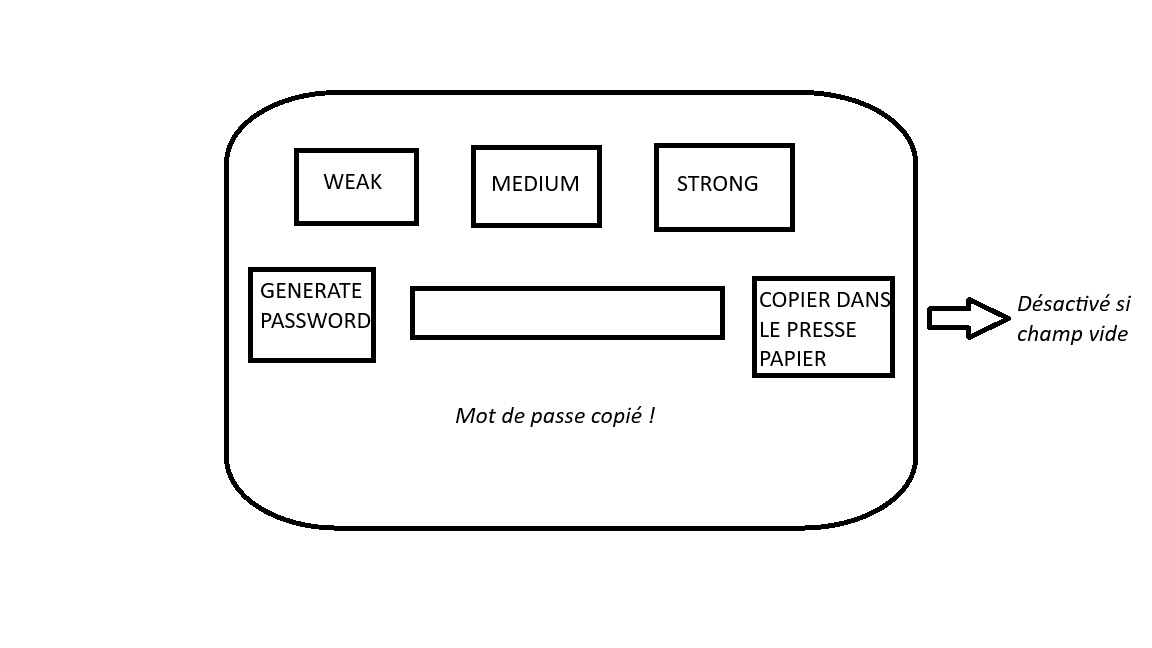 WEAK
MEDIUM
STRONG
GENERATE
PASSWORD
COPIER DANS
LE PRESSE
PAPIER
Désactivé si
champ vide
Mot de passe copié !